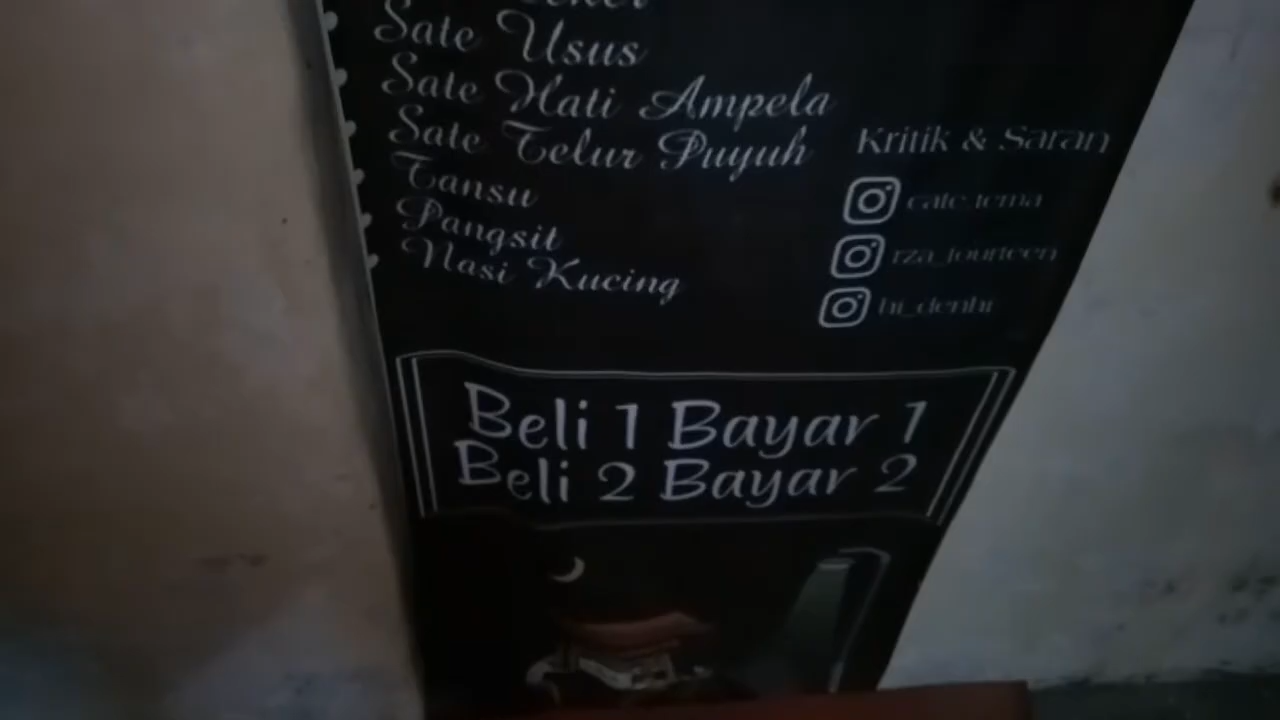 Sate Usus
Sate Hati Ampela
Sate Telur Puyuh
Tansu
Pangsit
Nasi Kucing
Kritik & Saran
rza_fourteen
Beli 1 Bayar 1
Beli 2 Bayar 2